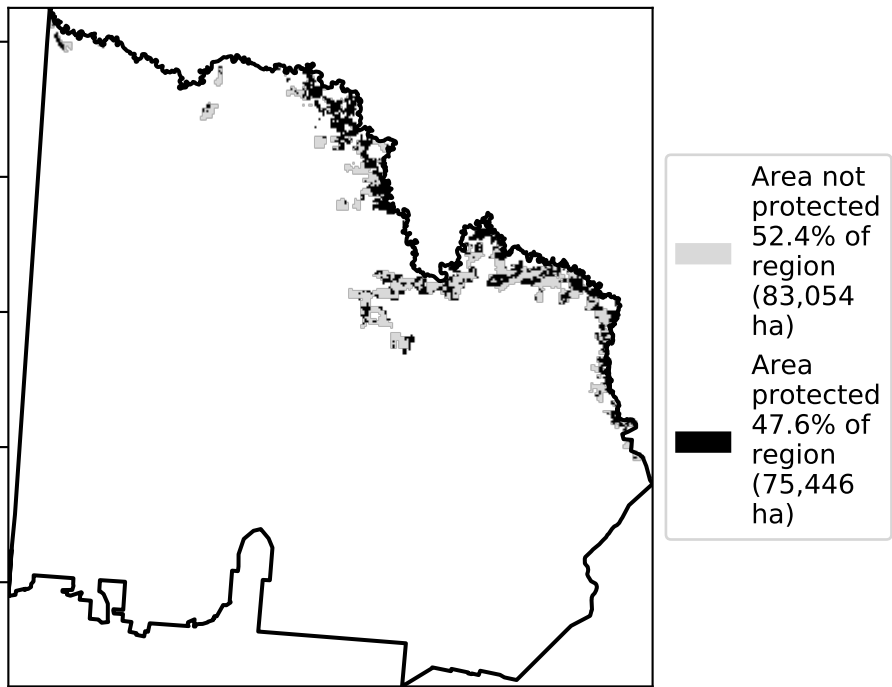 Area not
protected
52.4% of
region
(83,054
ha)
Area
protected
47.6% of
region
(75,446
ha)